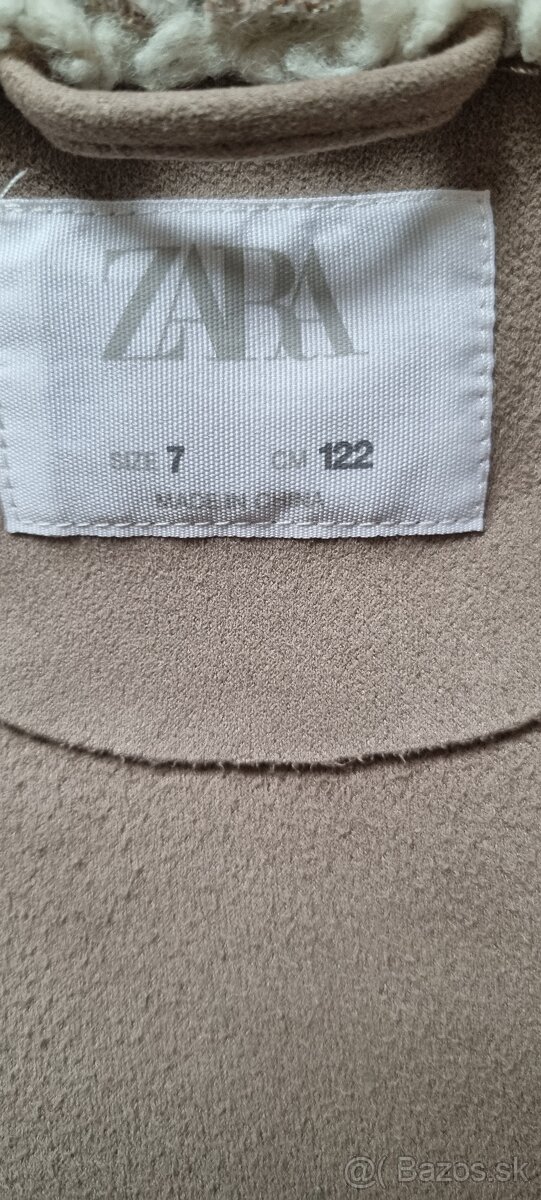 ZARA
SIZE 7 CM 122
MADE IN CHINA
@( Bazos.sk